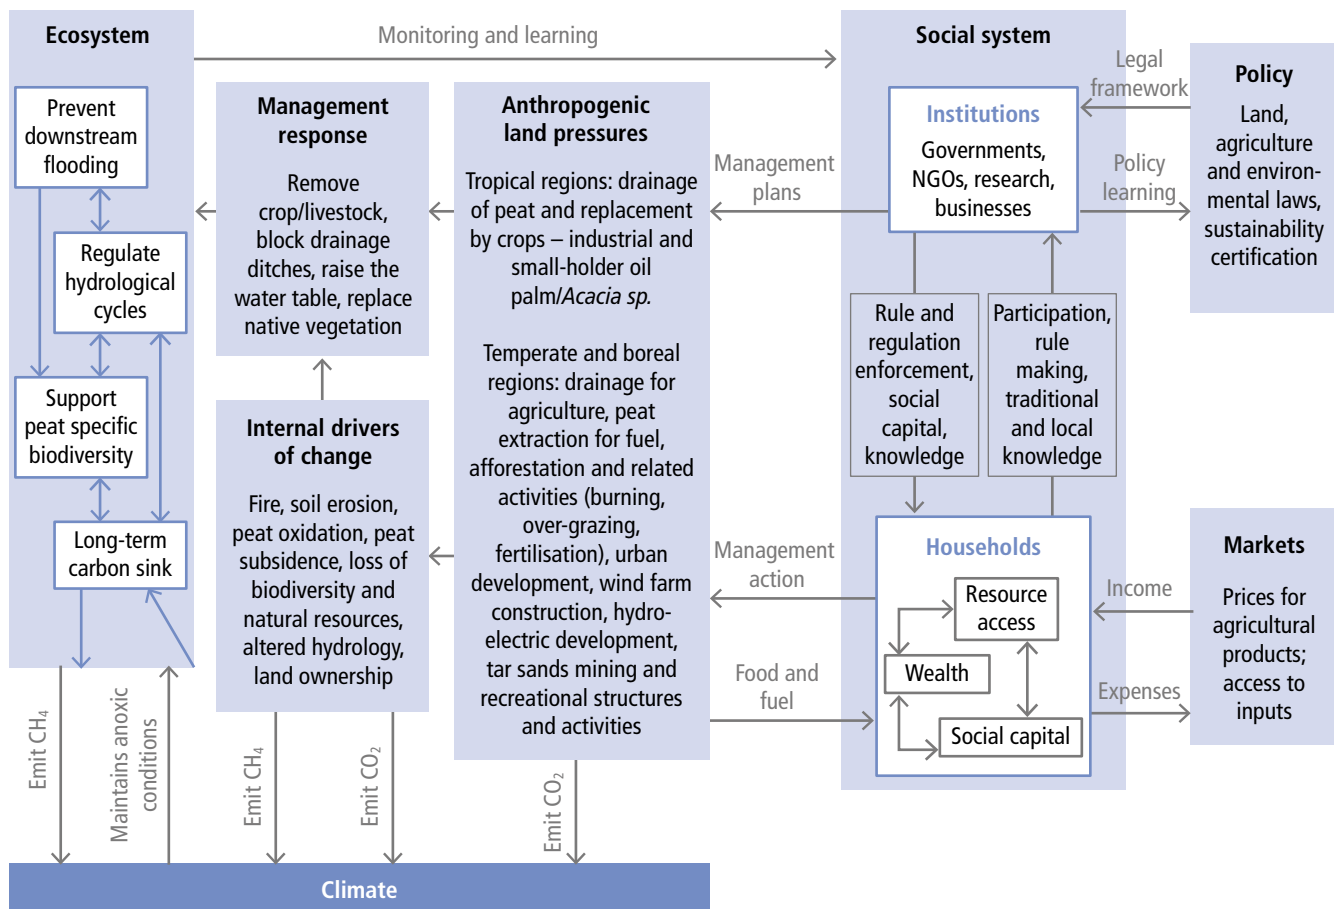 Ecosystem
Prevent
downstream
flooding
Regulate
hydrological
cycles
Support
peat specific
biodiversity
Long-term
carbon sink
Monitoring and learning
Management
response
Remove
crop/livestock,
block drainage
ditches, raise the
water table, replace
native vegetation
Internal drivers
of change
Fire, soil erosion,
peat oxidation, peat
subsidence, loss of
biodiversity and
natural resources,
altered hydrology,
land ownership
Anthropogenic
land pressures
Tropical regions: drainage
of peat and replacement
by crops – industrial and
small-holder oil
palm/Acacia sp.
Temperate and boreal
regions: drainage for
agriculture, peat
extraction for fuel,
afforestation and related
activities (burning,
over-grazing,
fertilisation), urban
development, wind farm
construction, hydro-
electric development,
tar sands mining and
recreational structures
and activities
Management
plans
Management
action
Food and
fuel
Social system
Institutions
Governments,
NGOs, research,
businesses
Rule and
regulation
enforcement,
social
capital,
knowledge
Participation,
rule
making,
traditional
and local
knowledge
Households
Resource
access
Wealth
Social capital
Legal
framework
Policy
learning
Income
Expenses
Policy
Land,
agriculture
and environ-
mental laws,
sustainability
certification
Markets
Prices for
agricultural
products;
access to
inputs
Emit CH₄
Maintains anoxic
conditions
Emit CH₄
Emit CO₂
Emit CO₂
Climate